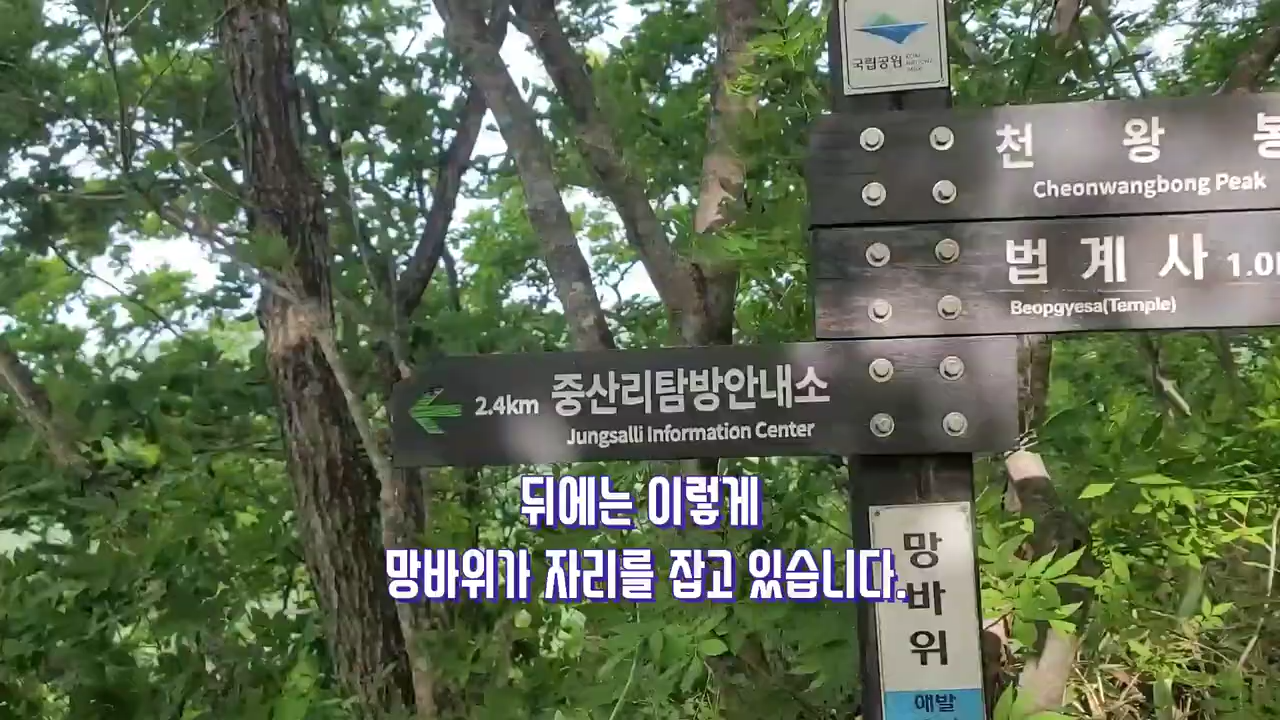 국립공원
천왕봉
Cheonwangbong Peak
법계사 1.0
Beopgyesa(Temple)
2.4km 중산리탐방안내소
Jungsalli Information Center
뒤에는 이렇게
망바위가 자리를 잡고 있습니다.
망바위
해발